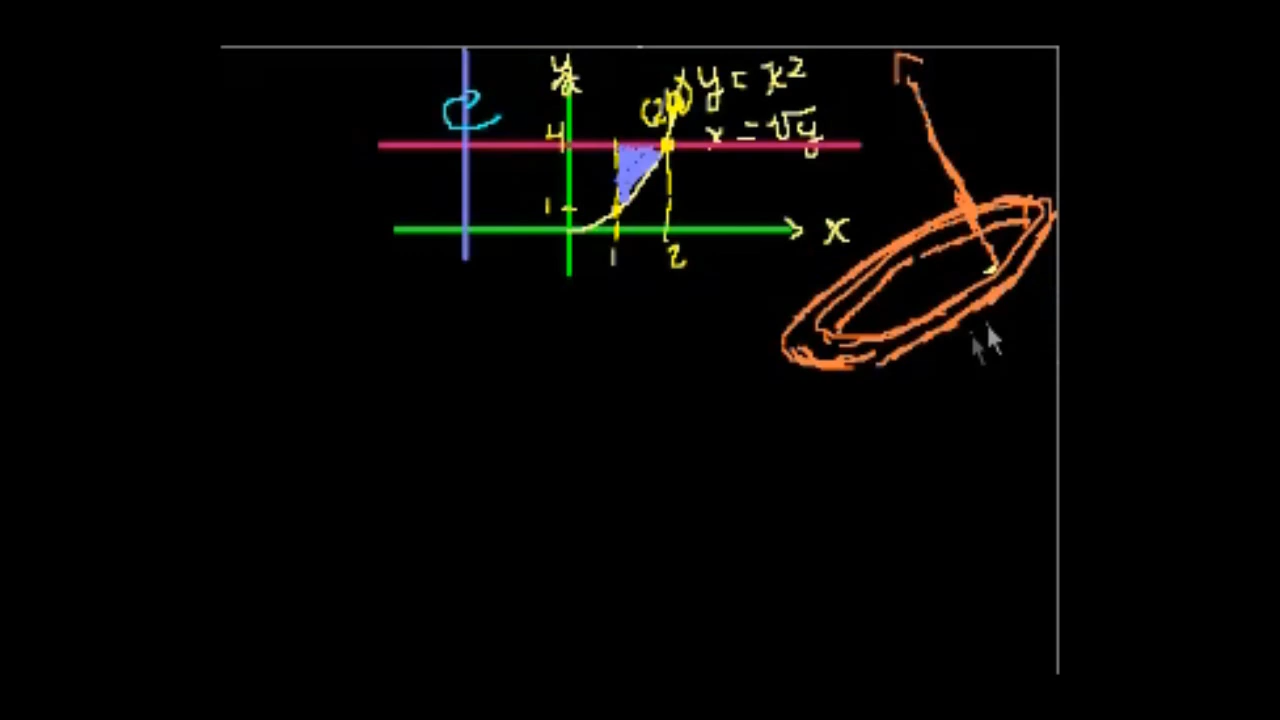 y
y = x²
x = √y
4
1
x
1
2